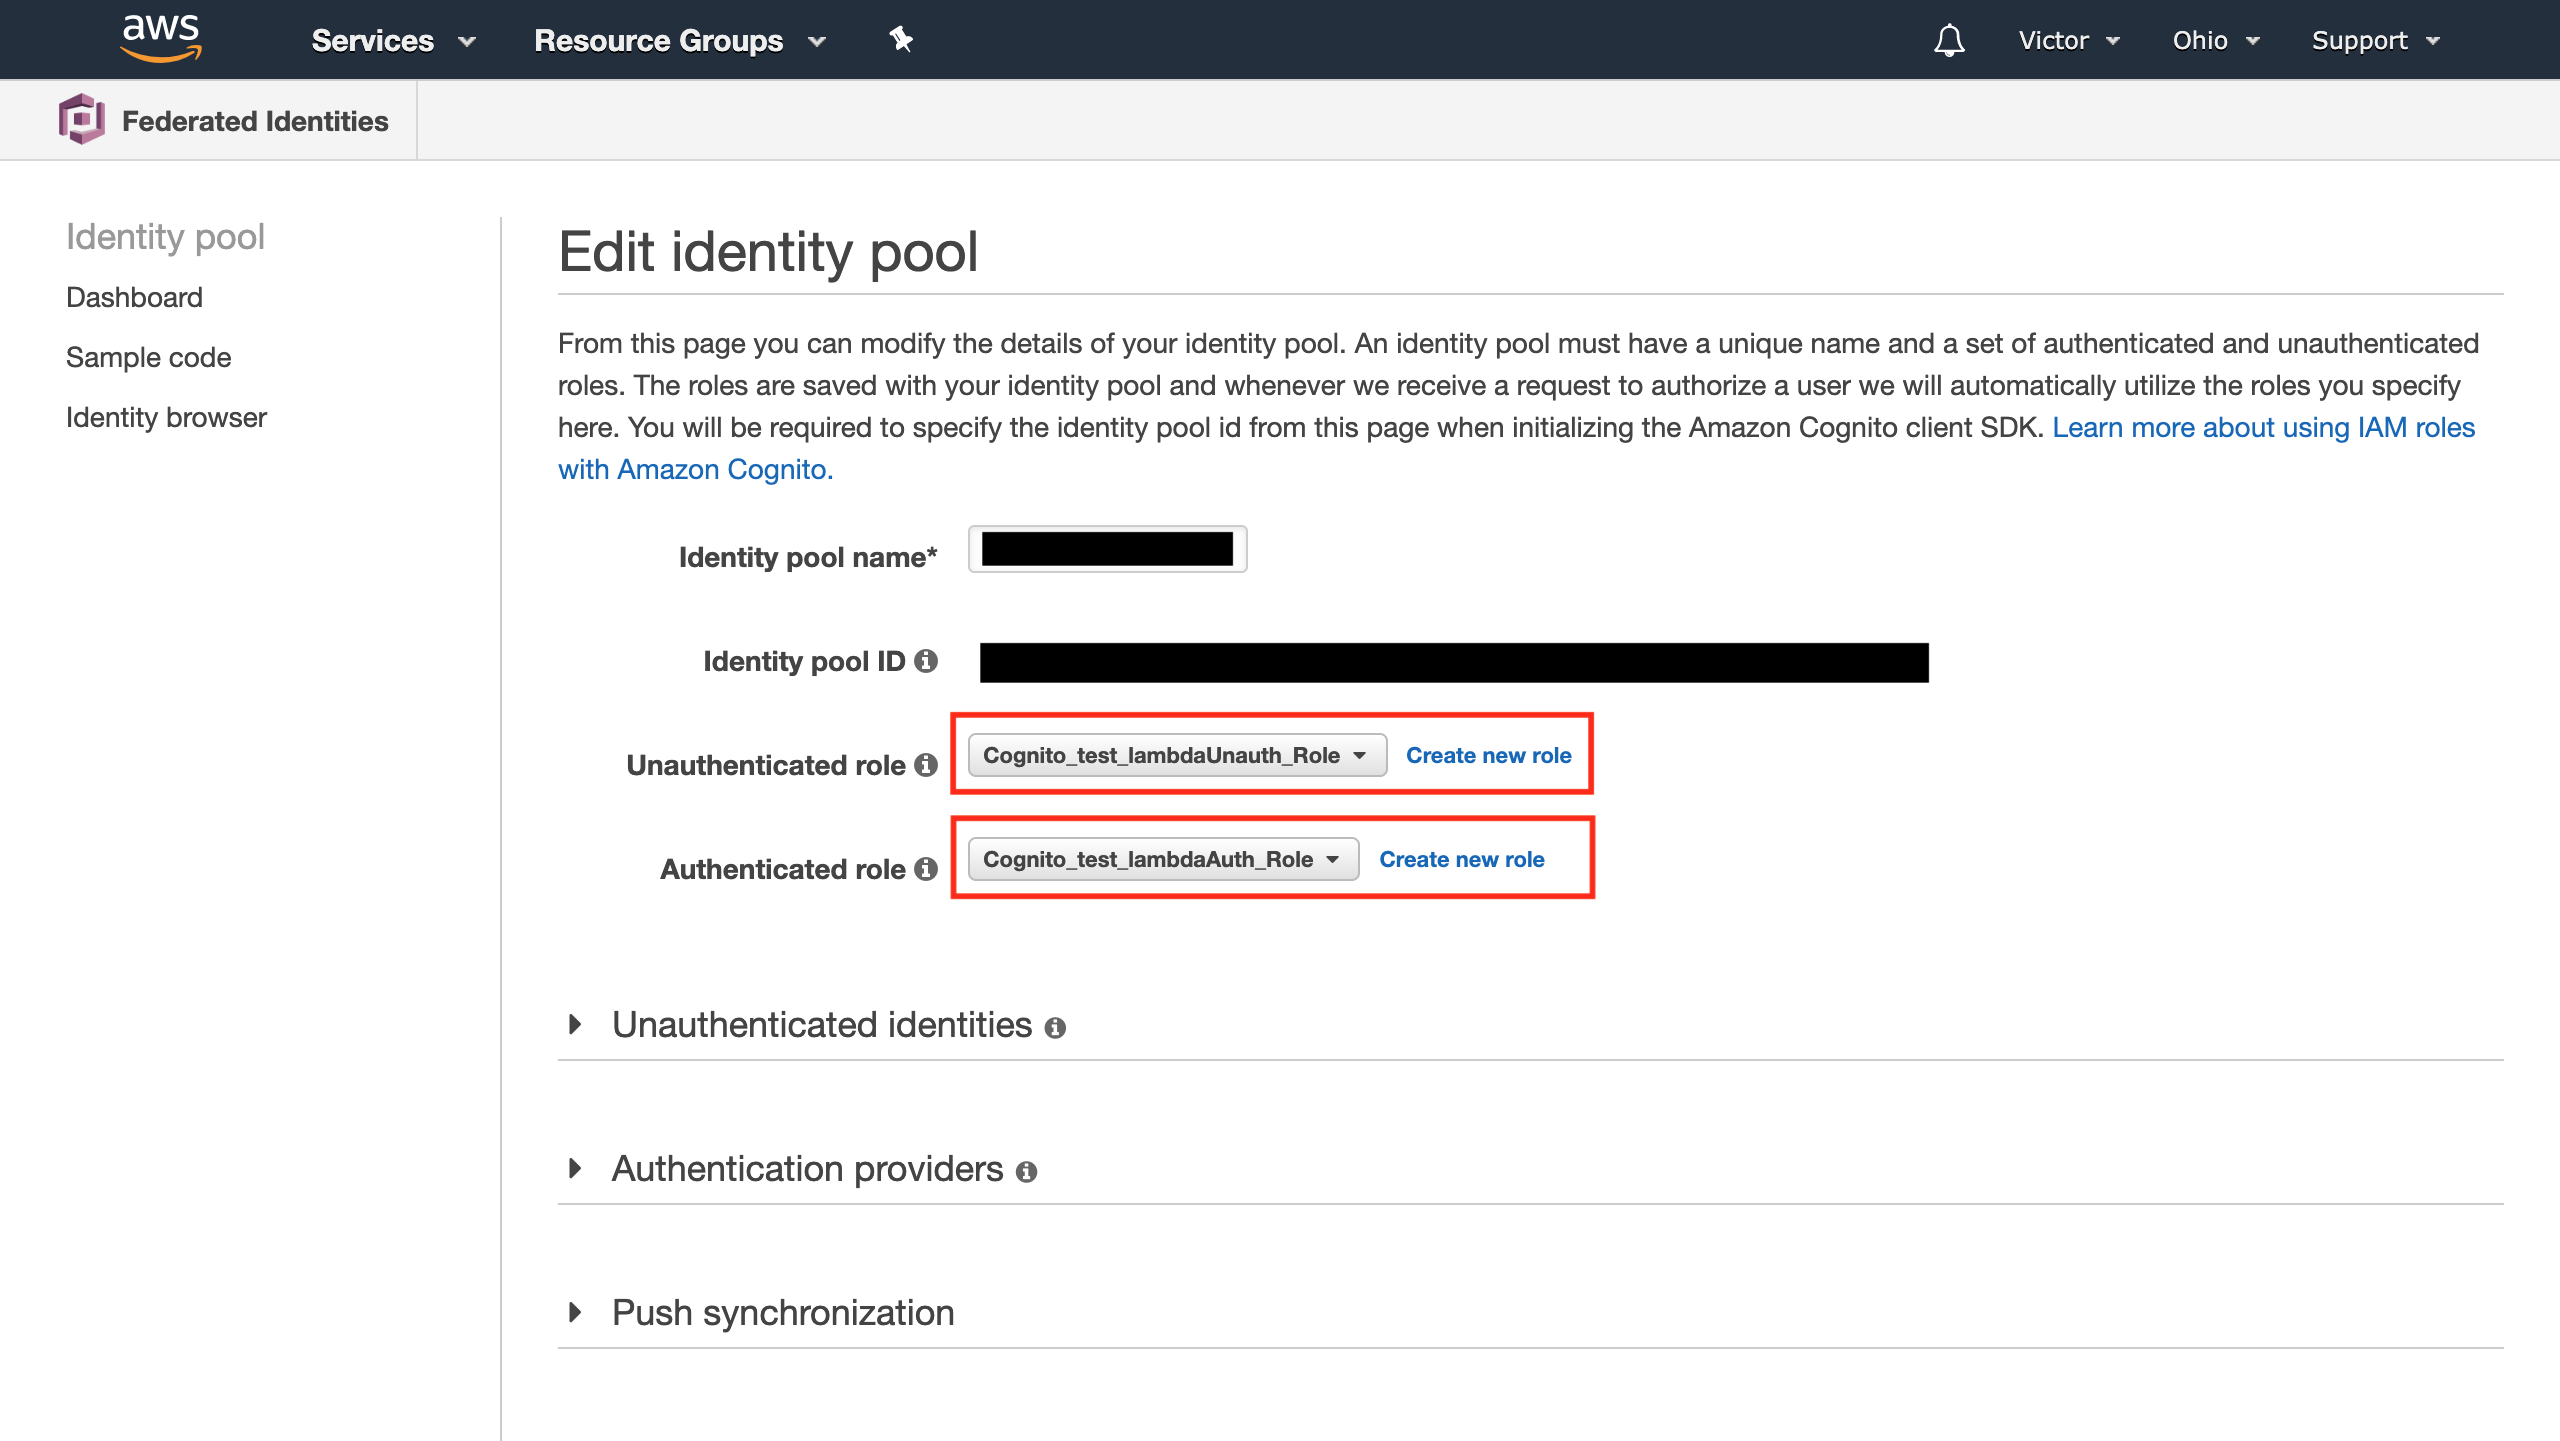 aws Services Resource Groups Victor Ohio Support
Federated Identities
Identity pool
Dashboard
Sample code
Identity browser
Edit identity pool
From this page you can modify the details of your identity pool. An identity pool must have a unique name and a set of authenticated and unauthenticated
roles. The roles are saved with your identity pool and whenever we receive a request to authorize a user we will automatically utilize the roles you specify
here. You will be required to specify the identity pool id from this page when initializing the Amazon Cognito client SDK. Learn more about using IAM roles
with Amazon Cognito.
Identity pool name*
Identity pool ID
Unauthenticated role Cognito_test_lambdaUnauth_Role Create new role
Authenticated role Cognito_test_lambdaAuth_Role Create new role
Unauthenticated identities
Authentication providers
Push synchronization